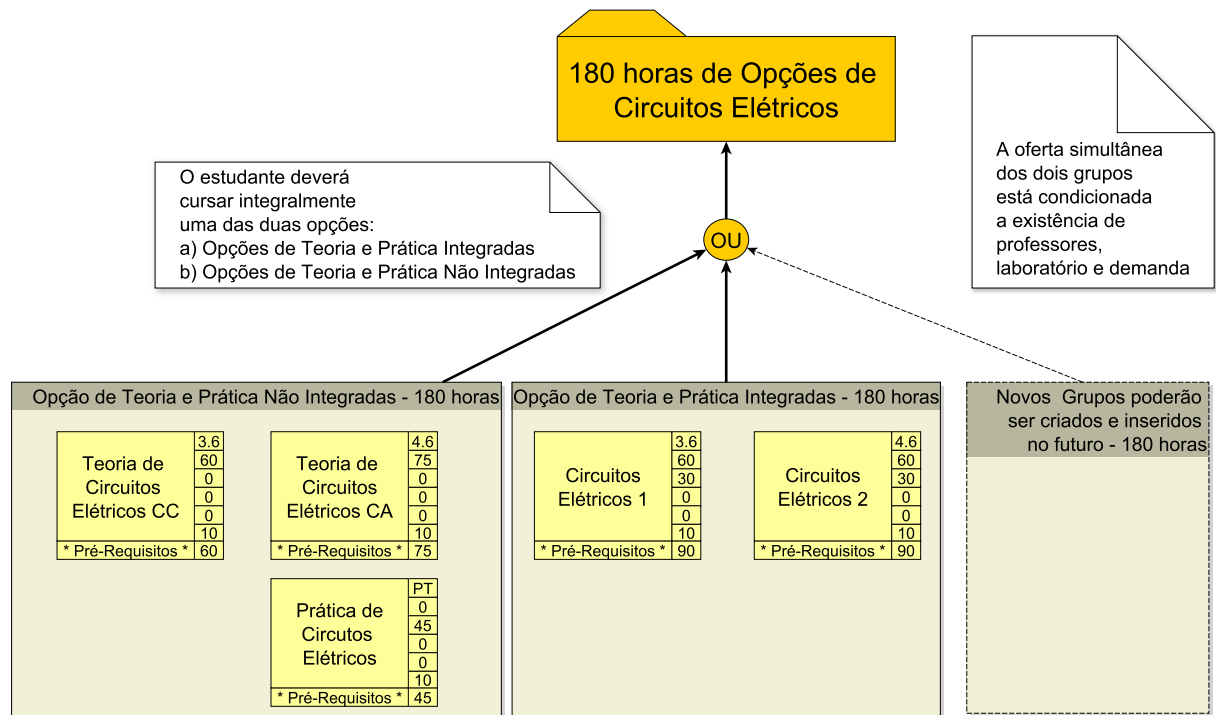 180 horas de Opções de
Circuitos Elétricos
O estudante deverá
cursar integralmente
uma das duas opções:
a) Opções de Teoria e Prática Integradas
b) Opções de Teoria e Prática Não Integradas
A oferta simultânea
dos dois grupos
está condicionada
a existência de
professores,
laboratório e demanda
OU
Opção de Teoria e Prática Não Integradas - 180 horas
Teoria de
Circuitos
Elétricos CC
3.6
60
0
0
0
10
* Pré-Requisitos * 60
Teoria de
Circuitos
Elétricos CA
4.6
75
0
0
0
10
* Pré-Requisitos * 75
Prática de
Circutos
Elétricos
PT
0
45
0
0
10
* Pré-Requisitos * 45
Opção de Teoria e Prática Integradas - 180 horas
Circuitos
Elétricos 1
3.6
60
30
0
0
10
* Pré-Requisitos * 90
Circuitos
Elétricos 2
4.6
60
30
0
0
10
* Pré-Requisitos * 90
Novos Grupos poderão
ser criados e inseridos
no futuro - 180 horas